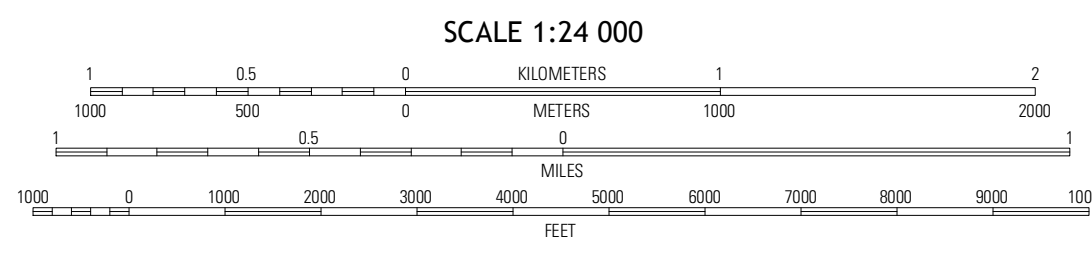 SCALE 1:24 000
1 0.5 0 KILOMETERS 1 2
1000 500 0 METERS 1000 2000
1 0.5 0 1
MILES
1000 0 1000 2000 3000 4000 5000 6000 7000 8000 9000 100
FEET